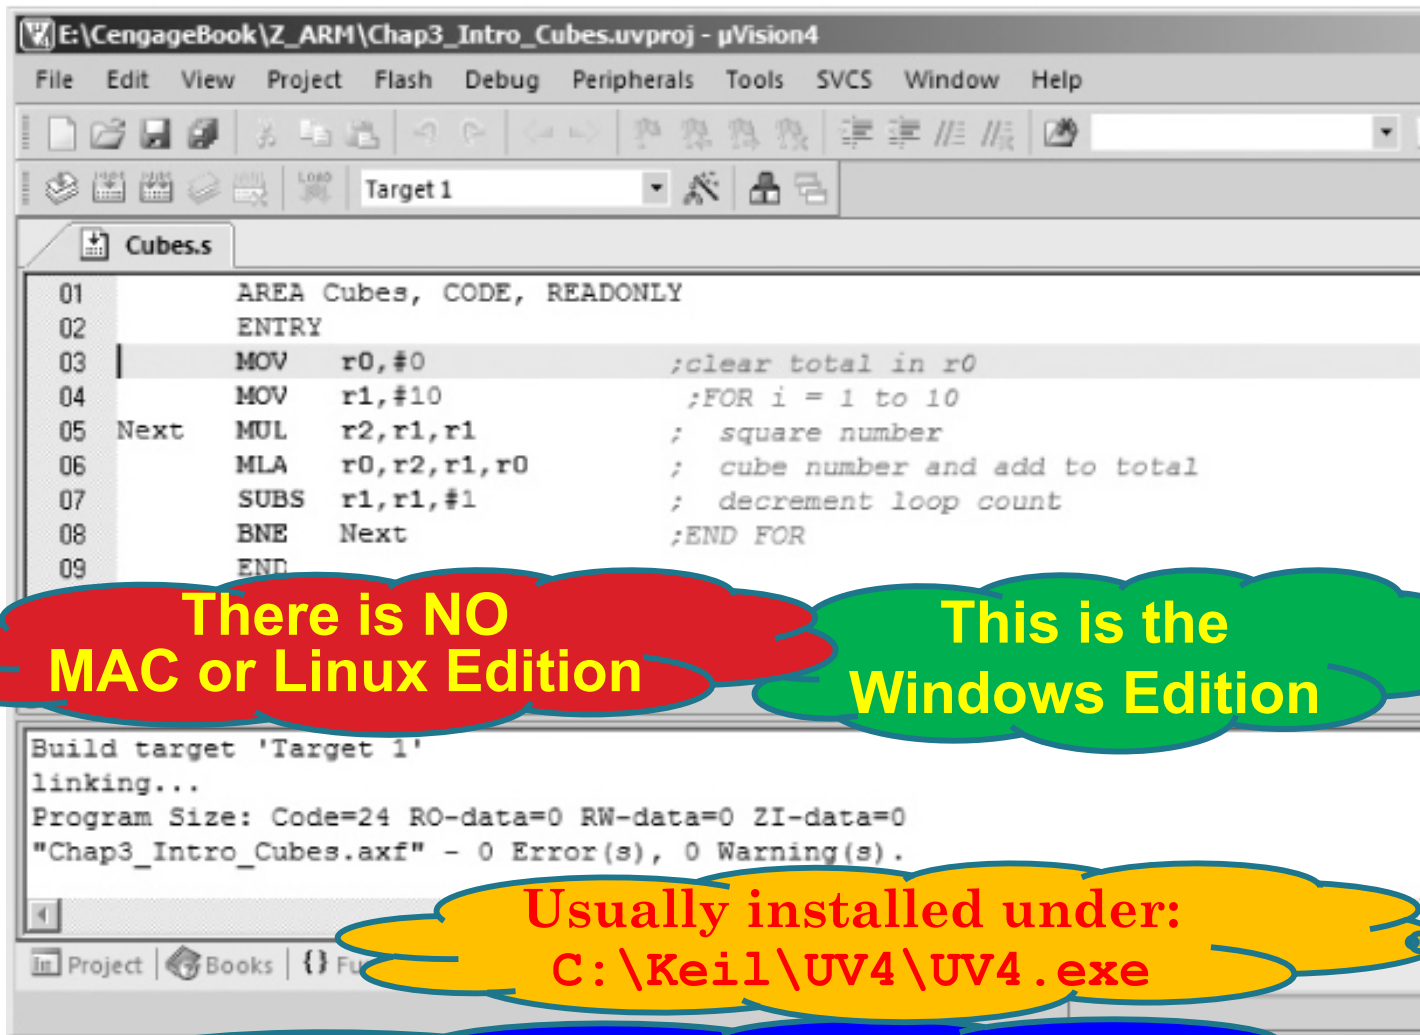 E:\CengageBook\Z_ARM\Chap3_Intro_Cubes.uvproj - µVision4
File Edit View Project Flash Debug Peripherals Tools SVCS Window Help
LOAD Target 1
Cubes.s
01 AREA Cubes, CODE, READONLY
02 ENTRY
03 MOV r0,#0 ;clear total in r0
04 MOV r1,#10 ;FOR i = 1 to 10
05 Next MUL r2,r1,r1 ; square number
06 MLA r0,r2,r1,r0 ; cube number and add to total
07 SUBS r1,r1,#1 ; decrement loop count
08 BNE Next ;END FOR
09 END
There is NO
MAC or Linux Edition
This is the
Windows Edition
Build target 'Target 1'
linking...
Program Size: Code=24 RO-data=0 RW-data=0 ZI-data=0
"Chap3_Intro_Cubes.axf" - 0 Error(s), 0 Warning(s).
Usually installed under:
C:\Keil\UV4\UV4.exe
Project Books {} Fu